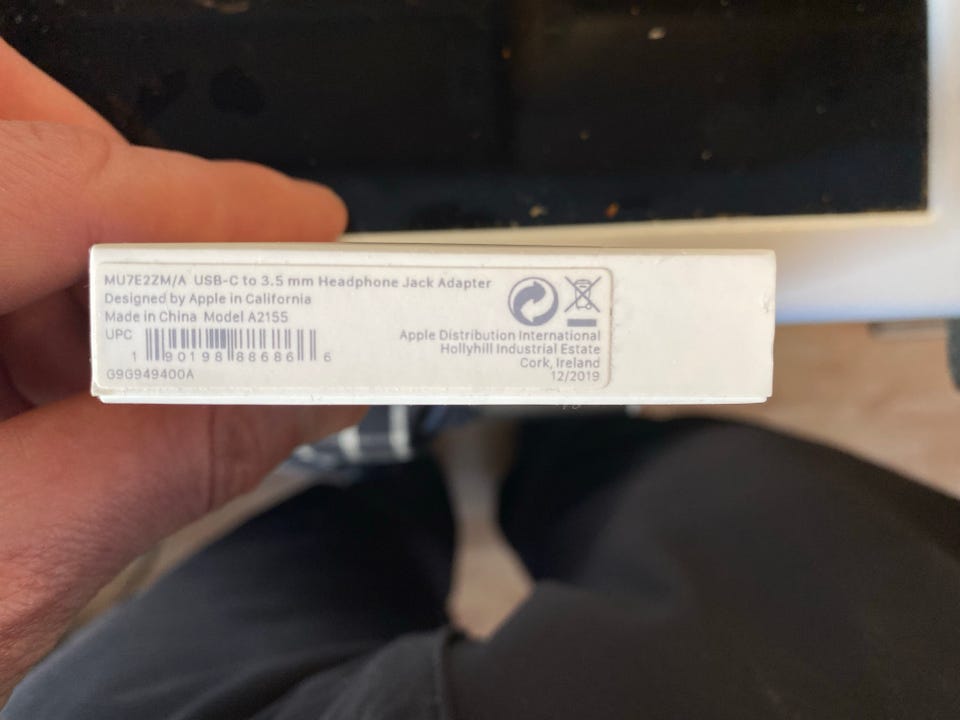 MU7E2ZM/A USB-C to 3.5 mm Headphone Jack Adapter
Designed by Apple in California
Made in China Model A2155
UPC
1 90198 88686 6
G9G949400A
Apple Distribution International
Hollyhill Industrial Estate
Cork, Ireland
12/2019